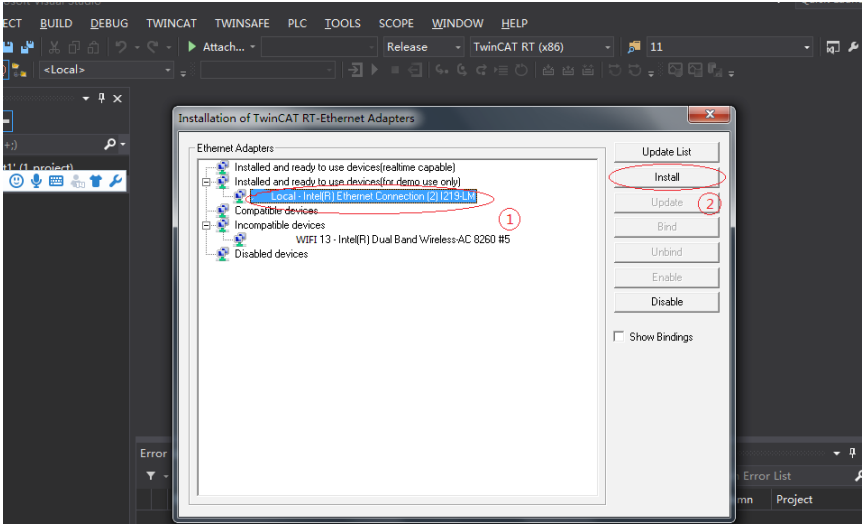 ECT BUILD DEBUG TWINCAT TWINSAFE PLC TOOLS SCOPE WINDOW HELP
Attach... Release TwinCAT RT (x86) 11
<Local>
Installation of TwinCAT RT-Ethernet Adapters
Ethernet Adapters
Update List
Installed and ready to use devices(realtime capable)
Install
Installed and ready to use devices(for demo use only)
Local - Intel(R) Ethernet Connection (2) I219-LM
Update
2
Compatible devices
1
Incompatible devices
Bind
WIFI 13 - Intel(R) Dual Band Wireless-AC 8260 #5
Disabled devices
Unbind
Enable
Disable
Show Bindings
(1 project)
Error
Error List
mn Project